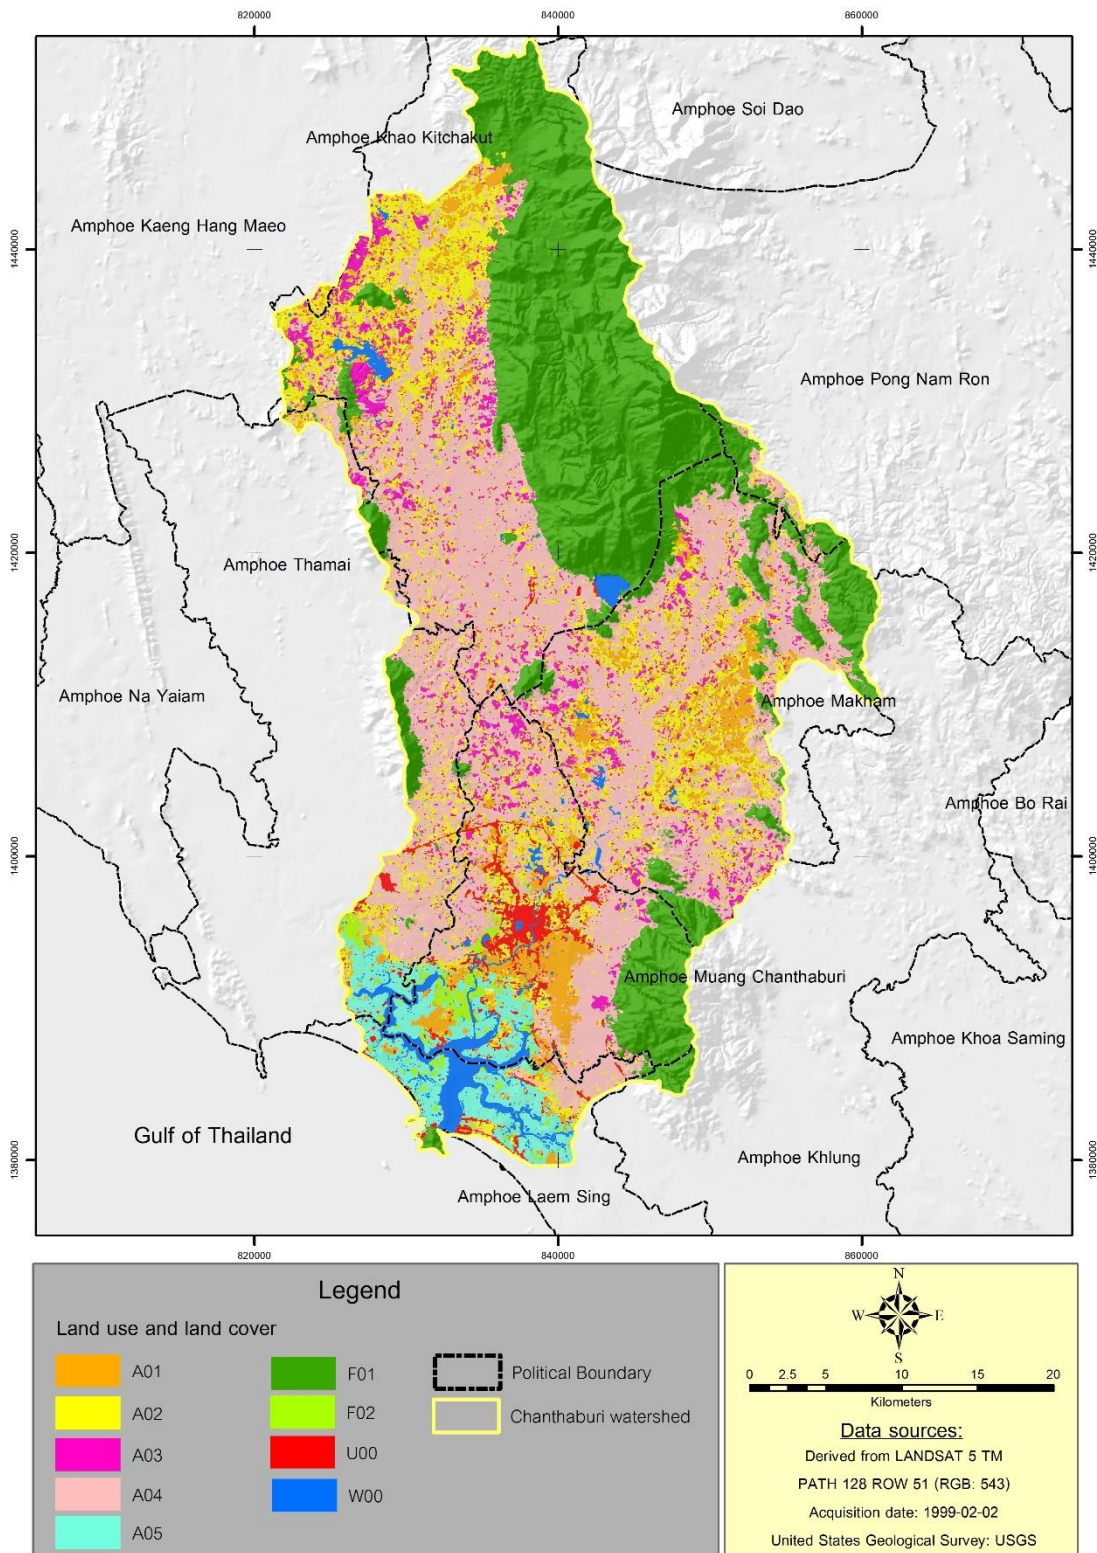 820000
840000
860000
Amphoe Soi Dao
Amphoe Khao Kitchakut
Amphoe Kaeng Hang Maeo
1440000
1440000
Amphoe Pong Nam Ron
1420000
1420000
Amphoe Thamai
Amphoe Na Yaiam
Amphoe Makham
Amphoe Bo Rai
1400000
1400000
Amphoe Muang Chanthaburi
Amphoe Khoa Saming
Gulf of Thailand
1380000
1380000
Amphoe Khlung
Amphoe Laem Sing
820000
840000
860000
Legend
Land use and land cover
A01
A02
A03
A04
A05
F01
F02
U00
W00
Political Boundary
Chanthaburi watershed
N
W
E
S
0 2.5 5 10 15 20
Kilometers
Data sources:
Derived from LANDSAT 5 TM
PATH 128 ROW 51 (RGB: 543)
Acquisition date: 1999-02-02
United States Geological Survey: USGS